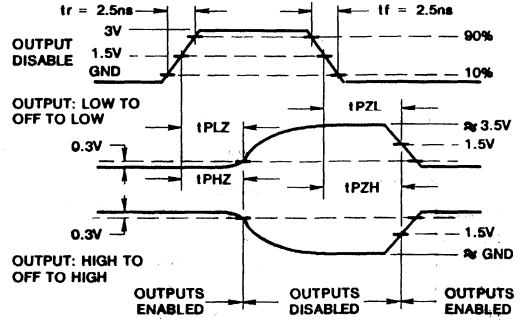 tr = 2.5ns
tf = 2.5ns
3V
90%
OUTPUT
DISABLE
1.5V
GND
10%
OUTPUT: LOW TO
OFF TO LOW
tPZL
tPLZ
≈ 3.5V
0.3V
1.5V
tPHZ
tPZH
0.3V
1.5V
OUTPUT: HIGH TO
OFF TO HIGH
≈ GND
OUTPUTS
ENABLED
OUTPUTS
DISABLED
OUTPUTS
ENABLED